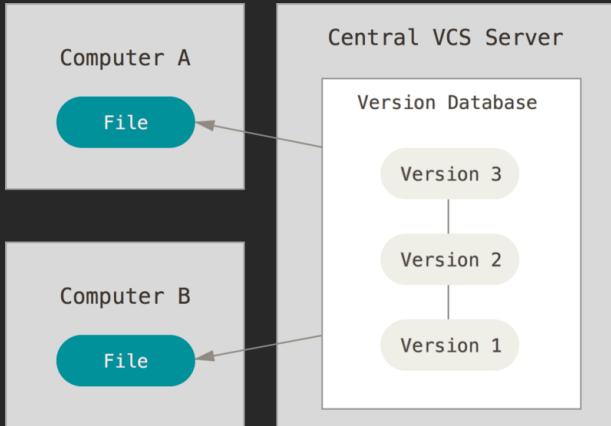 Computer A
File
Computer B
File
Central VCS Server
Version Database
Version 3
Version 2
Version 1